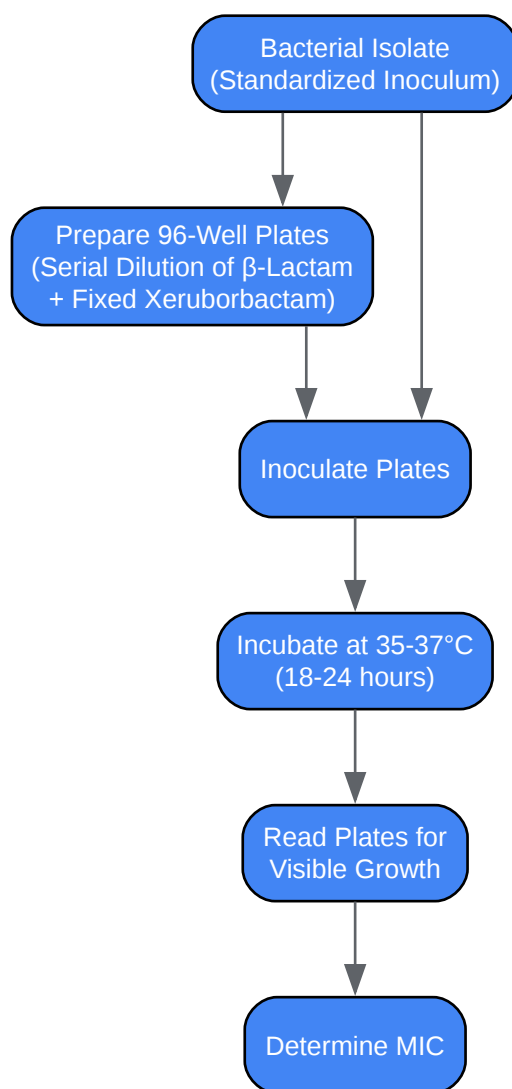 Bacterial Isolate
(Standardized Inoculum)
Prepare 96-Well Plates
(Serial Dilution of β-Lactam
+ Fixed Xeruborbactam)
Inoculate Plates
Incubate at 35-37°C
(18-24 hours)
Read Plates for
Visible Growth
Determine MIC